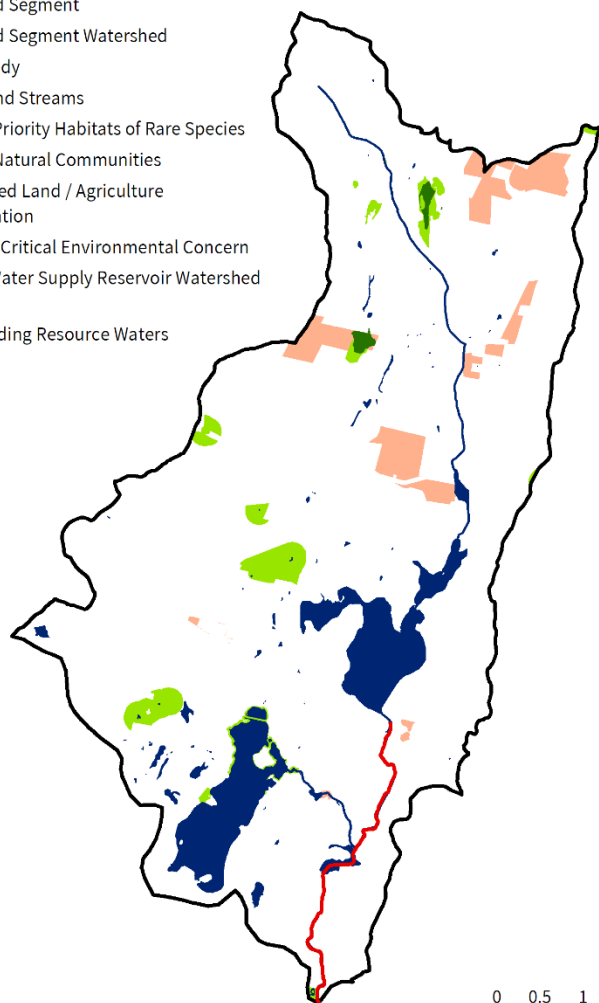 d Segment
d Segment Watershed
dy
nd Streams
Priority Habitats of Rare Species
Natural Communities
ed Land / Agriculture
ation
Critical Environmental Concern
Water Supply Reservoir Watershed
ding Resource Waters
0 0.5 1